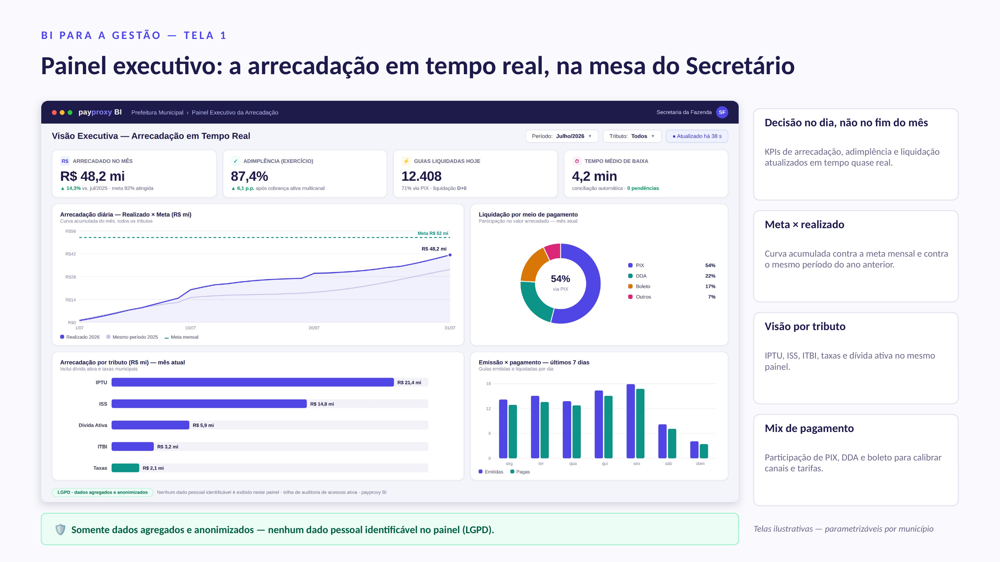 BI PARA A GESTÃO — TELA 1
Painel executivo: a arrecadação em tempo real, na mesa do Secretário
payproxy BI
Prefeitura Municipal › Painel Executivo da Arrecadação
Secretaria da Fazenda
SF
Visão Executiva — Arrecadação em Tempo Real
Período: Julho/2026 ▼
Tributo: Todos ▼
● Atualizado há 38 s
R$ ARRECADADO NO MÊS
R$ 48,2 mi
▲ 14,3% vs. jul/2025 · meta 92% atingida
✓ ADIMPLÊNCIA (EXERCÍCIO)
87,4%
▲ 6,1 p.p. após cobrança ativa multicanal
⚡ GUIAS LIQUIDADAS HOJE
12.408
71% via PIX · liquidação D+0
⏱ TEMPO MÉDIO DE BAIXA
4,2 min
conciliação automática · 0 pendências
Arrecadação diária — Realizado × Meta (R$ mi)
Curva acumulada do mês, todos os tributos
R$56
Meta R$ 52 mi
R$ 48,2 mi
R$42
R$28
R$14
R$0
1/07
10/07
20/07
31/07
Realizado 2026
Mesmo período 2025
Meta mensal
Liquidação por meio de pagamento
Participação no valor arrecadado — mês atual
54%
via PIX
PIX 54%
DDA 22%
Boleto 17%
Outros 7%
Arrecadação por tributo (R$ mi) — mês atual
Inclui dívida ativa e taxas municipais
IPTU R$ 21,4 mi
ISS R$ 14,8 mi
Dívida Ativa R$ 5,9 mi
ITBI R$ 3,2 mi
Taxas R$ 2,1 mi
Emissão × pagamento — últimos 7 dias
Guias emitidas e liquidadas por dia
18
12
6
0
seg
ter
qua
qui
sex
sáb
dom
Emitidas
Pagas
LGPD · dados agregados e anonimizados
Nenhum dado pessoal identificável é exibido neste painel · trilha de auditoria de acessos ativa · payproxy BI
Decisão no dia, não no fim do mês
KPIs de arrecadação, adimplência e liquidação
atualizados em tempo quase real.
Meta × realizado
Curva acumulada contra a meta mensal e contra
o mesmo período do ano anterior.
Visão por tributo
IPTU, ISS, ITBI, taxas e dívida ativa no mesmo
painel.
Mix de pagamento
Participação de PIX, DDA e boleto para calibrar
canais e tarifas.
Somente dados agregados e anonimizados — nenhum dado pessoal identificável no painel (LGPD).
Telas ilustrativas — parametrizáveis por município